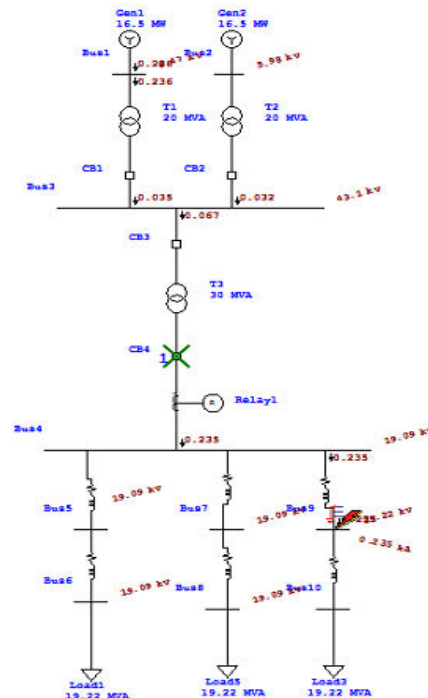 Gen1
16.5 MW
Gen2
16.5 MW
Bus1
Bus2
0.236
5.98 kv
T1
20 MVA
T2
20 MVA
CB1
CB2
Bus3
0.035
0.032
43.1 kv
0.067
CB3
T3
30 MVA
CB4
1
R
Relay1
Bus4
0.235
19.09 kv
0.235
Bus5
19.09 kv
Bus7
19.09 kv
Bus9
0.235 kA
Bus6
19.09 kv
Bus8
19.09 kv
Bus10
Load1
19.22 MVA
Load5
19.22 MVA
Load3
19.22 MVA